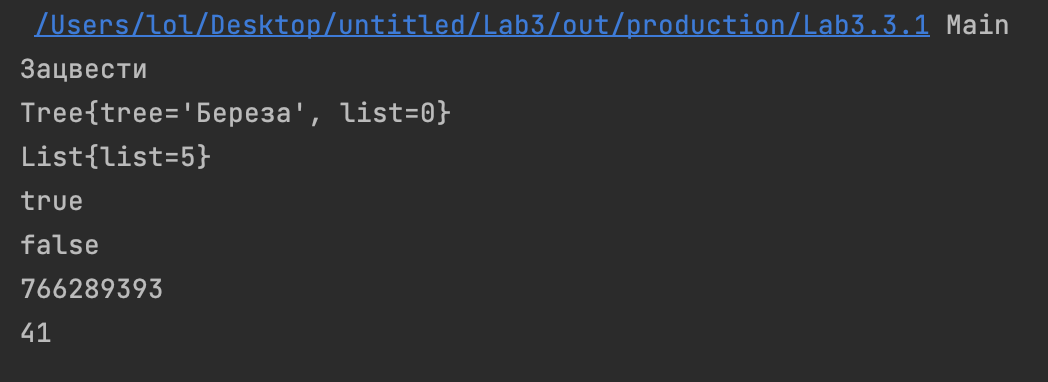 /Users/lol/Desktop/untitled/Lab3/out/production/Lab3.3.1 Main
Зацвести
Tree{tree='Береза', list=0}
List{list=5}
true
false
766289393
41